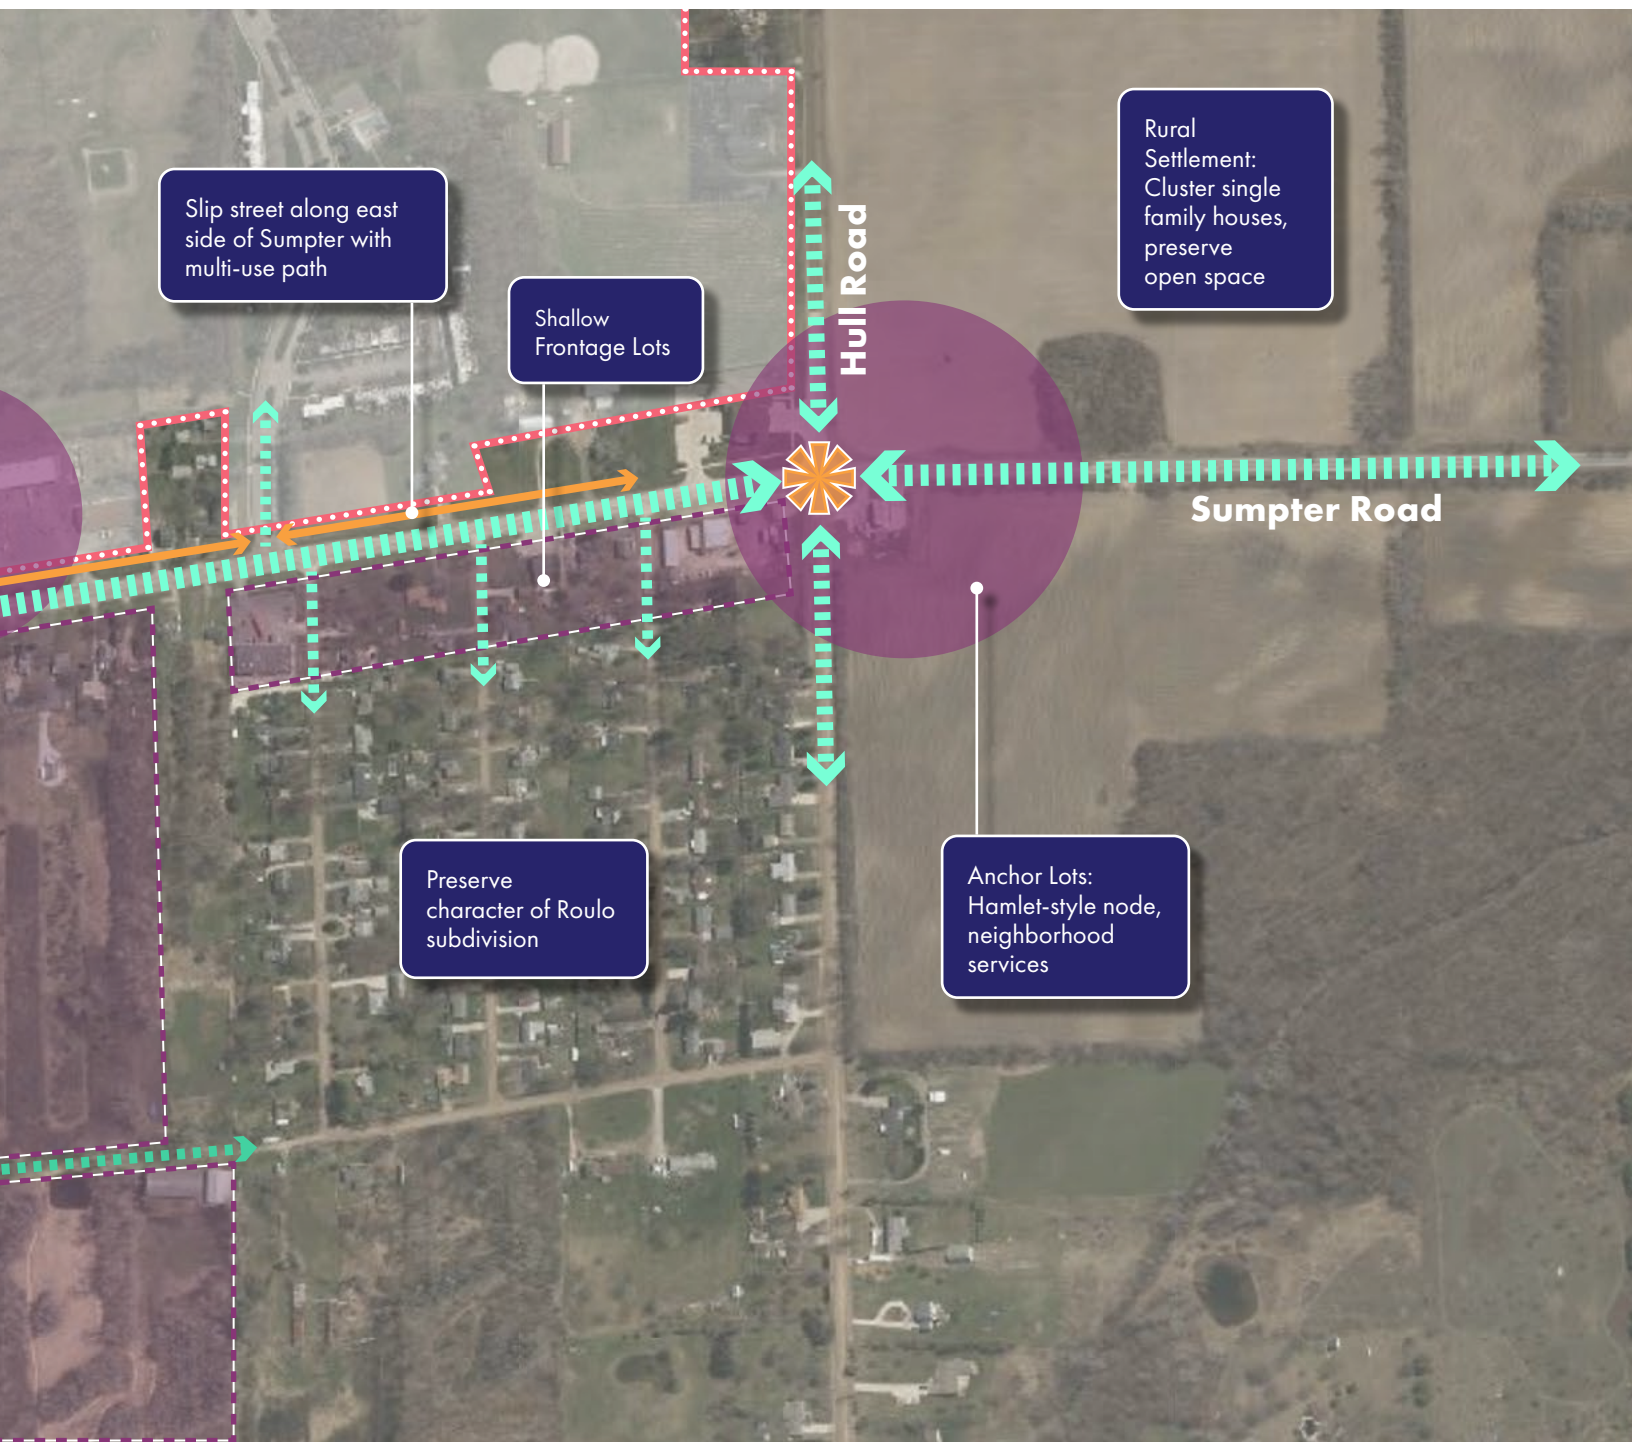 Rural
Settlement:
Cluster single
family houses,
preserve
open space
Slip street along east
side of Sumpter with
multi-use path
Shallow
Frontage Lots
Hull Road
Sumpter Road
Preserve
character of Roulo
subdivision
Anchor Lots:
Hamlet-style node,
neighborhood
services